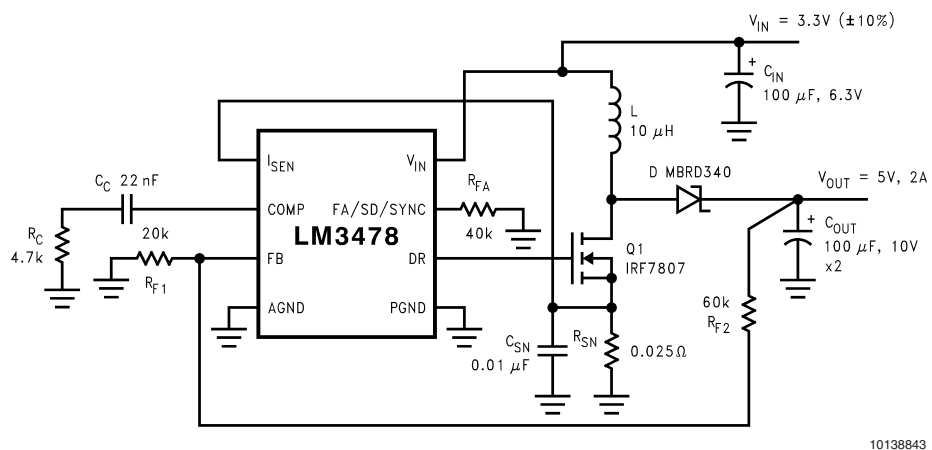 V_IN = 3.3V (±10%)
C_IN
100 μF, 6.3V
+
L
10 μH
I_SEN
V_IN
C_C 22 nF
COMP
FA/SD/SYNC
R_FA
40k
LM3478
R_C
4.7k
20k
R_F1
FB
DR
AGND
PGND
D MBRD340
V_OUT = 5V, 2A
+
C_OUT
100 μF, 10V
x2
Q1
IRF7807
60k
R_F2
C_SN
0.01 μF
R_SN
0.025Ω
10138843